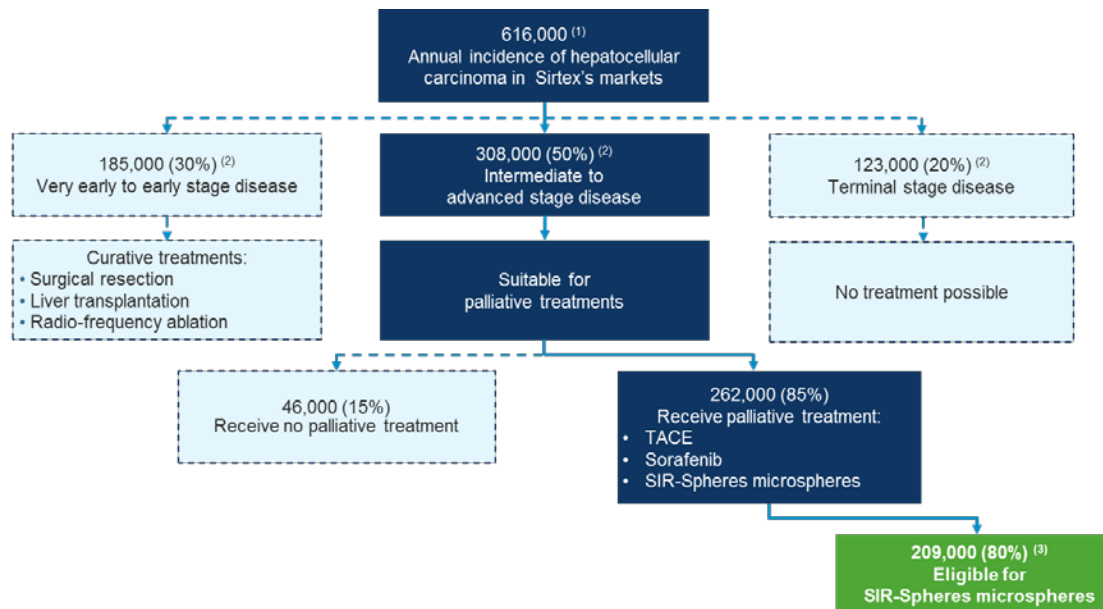 616,000 (1)
Annual incidence of hepatocellular
carcinoma in Sirtex's markets
185,000 (30%) (2)
Very early to early stage disease
308,000 (50%) (2)
Intermediate to
advanced stage disease
123,000 (20%) (2)
Terminal stage disease
Curative treatments:
• Surgical resection
• Liver transplantation
• Radio-frequency ablation
Suitable for
palliative treatments
No treatment possible
46,000 (15%)
Receive no palliative treatment
262,000 (85%)
Receive palliative treatment:
• TACE
• Sorafenib
• SIR-Spheres microspheres
209,000 (80%) (3)
Eligible for
SIR-Spheres microspheres